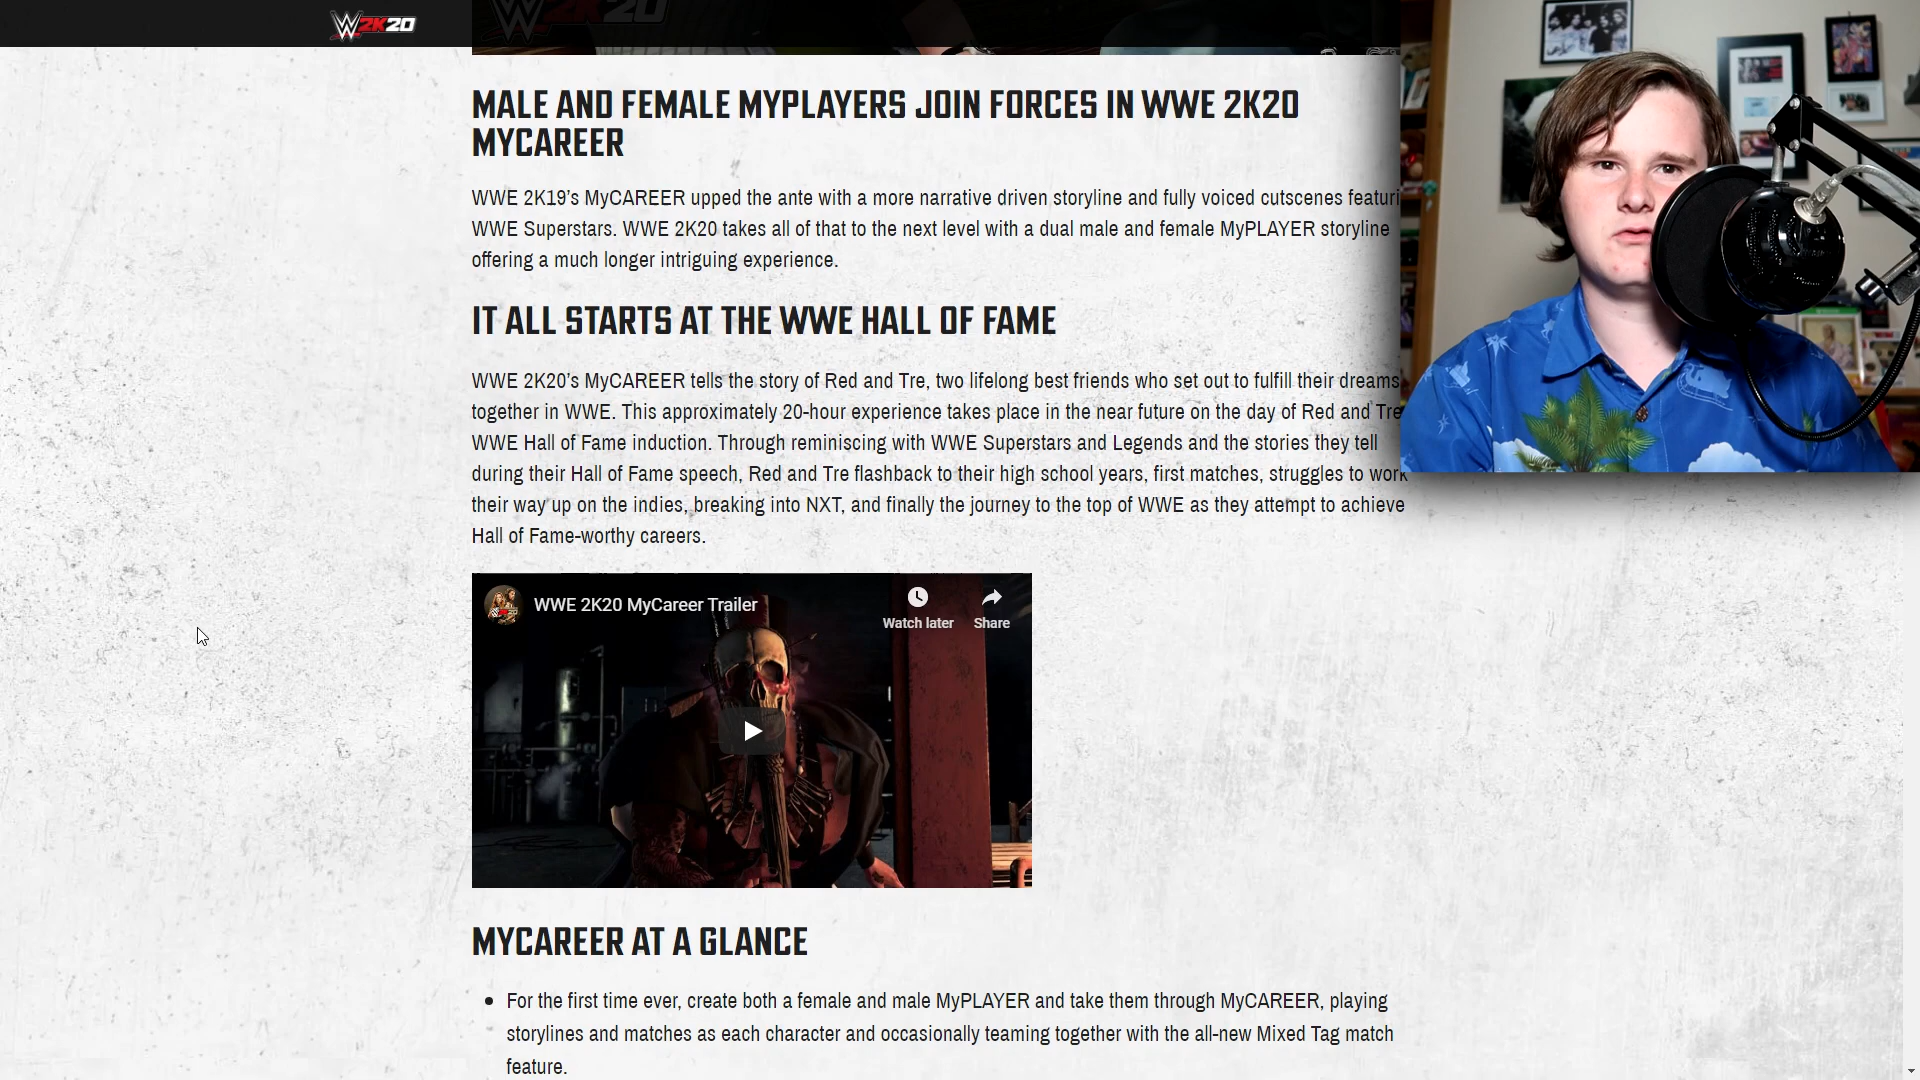 W2K20
MALE AND FEMALE MYPLAYERS JOIN FORCES IN WWE 2K20
MYCAREER
WWE 2K19's MyCAREER upped the ante with a more narrative driven storyline and fully voiced cutscenes featuri
WWE Superstars. WWE 2K20 takes all of that to the next level with a dual male and female MyPLAYER storyline
offering a much longer intriguing experience.
IT ALL STARTS AT THE WWE HALL OF FAME
WWE 2K20's MyCAREER tells the story of Red and Tre, two lifelong best friends who set out to fulfill their dreams
together in WWE. This approximately 20-hour experience takes place in the near future on the day of Red and Tre
WWE Hall of Fame induction. Through reminiscing with WWE Superstars and Legends and the stories they tell
during their Hall of Fame speech, Red and Tre flashback to their high school years, first matches, struggles to work
their way up on the indies, breaking into NXT, and finally the journey to the top of WWE as they attempt to achieve
Hall of Fame-worthy careers.
WWE 2K20 MyCareer Trailer
Watch later
Share
MYCAREER AT A GLANCE
For the first time ever, create both a female and male MyPLAYER and take them through MyCAREER, playing
storylines and matches as each character and occasionally teaming together with the all-new Mixed Tag match
feature.